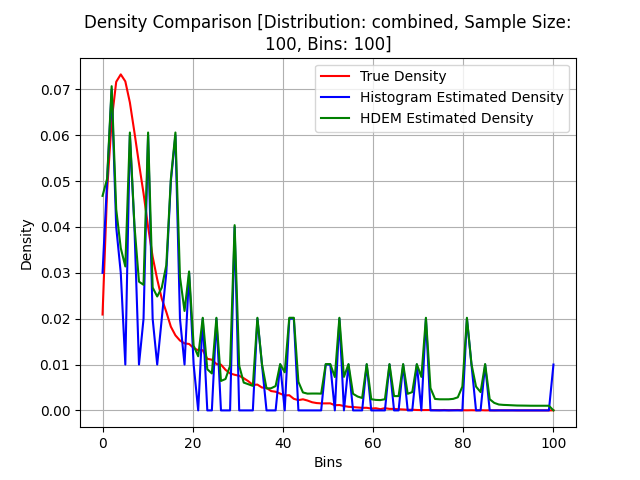 Density Comparison [Distribution: combined, Sample Size:
100, Bins: 100]
True Density
Histogram Estimated Density
HDEM Estimated Density
Density
0.07
0.06
0.05
0.04
0.03
0.02
0.01
0.00
0 20 40 60 80 100
Bins